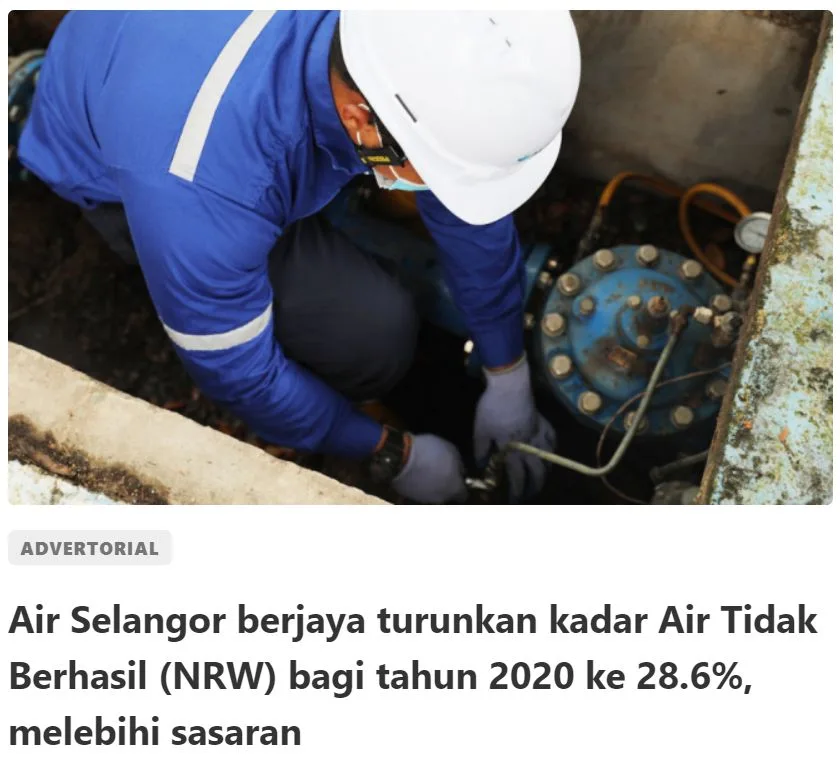 ADVERTORIAL
Air Selangor berjaya turunkan kadar Air Tidak
Berhasil (NRW) bagi tahun 2020 ke 28.6%,
melebihi sasaran